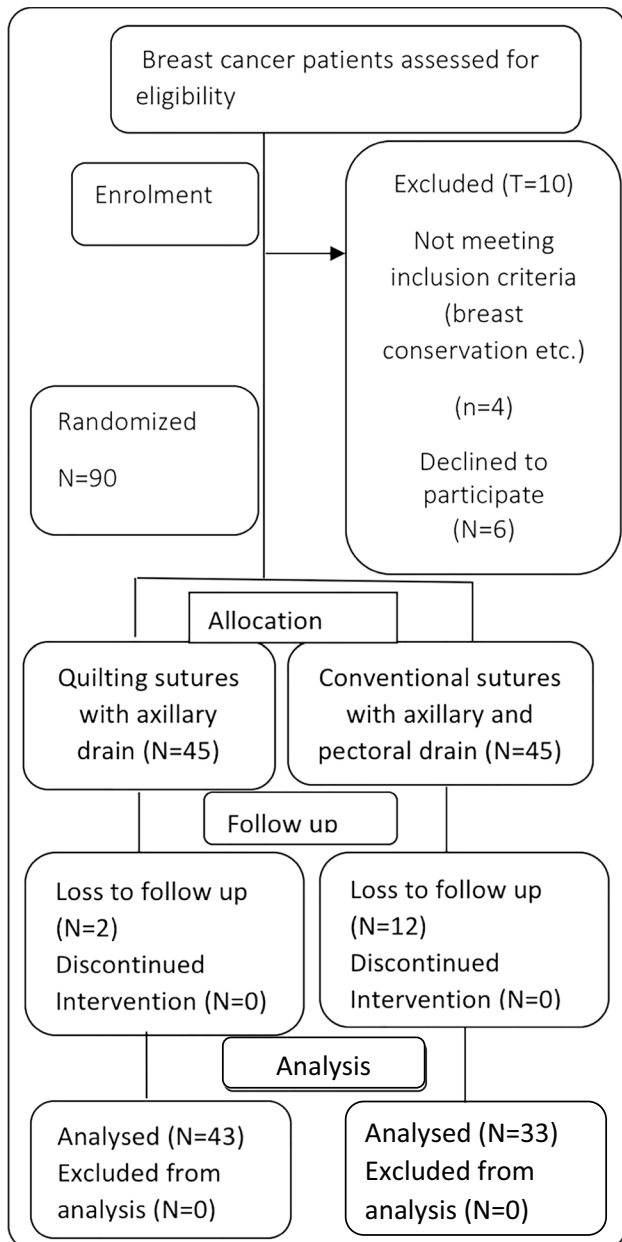 Breast cancer patients assessed for
eligibility
Enrolment
Excluded (T=10)
Not meeting
inclusion criteria
(breast
conservation etc.)
(n=4)
Declined to
participate
(N=6)
Randomized
N=90
Allocation
Quilting sutures
with axillary
drain (N=45)
Conventional sutures
with axillary and
pectoral drain (N=45)
Follow up
Loss to follow up
(N=2)
Discontinued
Intervention (N=0)
Loss to follow up
(N=12)
Discontinued
Intervention (N=0)
Analysis
Analysed (N=43)
Excluded from
analysis (N=0)
Analysed (N=33)
Excluded from
analysis (N=0)